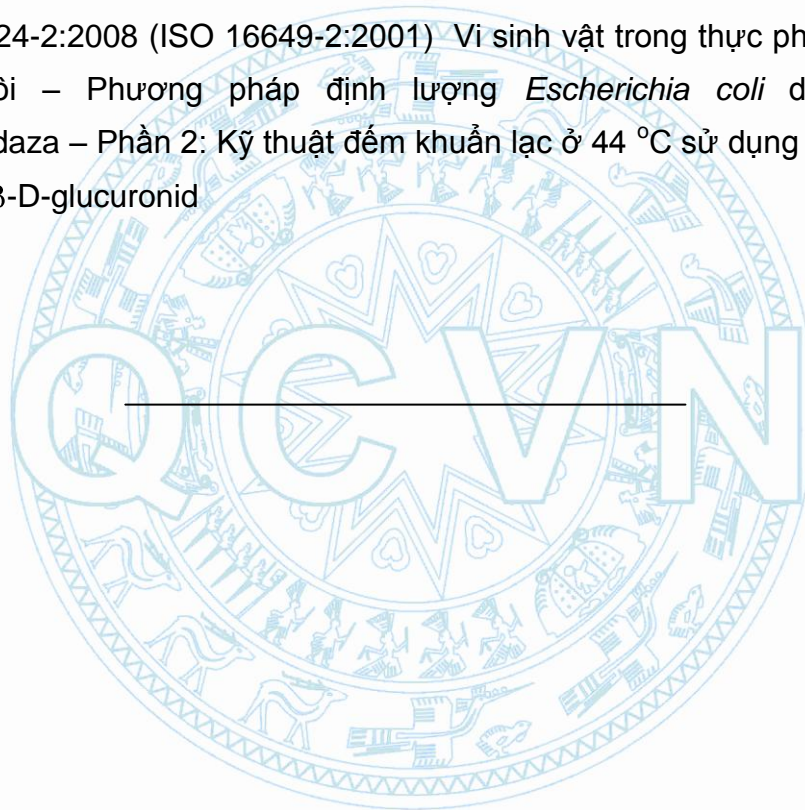 24-2:2008 (ISO 16649-2:2001) Vi sinh vật trong thực ph
ôi – Phương pháp định lượng Escherichia coli d
daza – Phần 2: Kỹ thuật đếm khuẩn lạc ở 44 °C sử dụng
β-D-glucuronid
QCVN